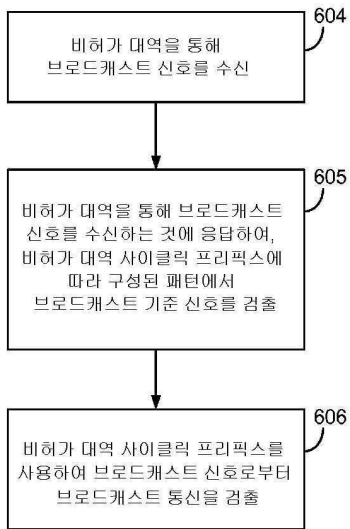 604
비허가 대역을 통해
브로드캐스트 신호를 수신
605
비허가 대역을 통해 브로드캐스트
신호를 수신하는 것에 응답하여,
비허가 대역 사이클릭 프리픽스에
따라 구성된 패턴에서
브로드캐스트 기준 신호를 검출
606
비허가 대역 사이클릭 프리픽스를
사용하여 브로드캐스트 신호로부터
브로드캐스트 통신을 검출